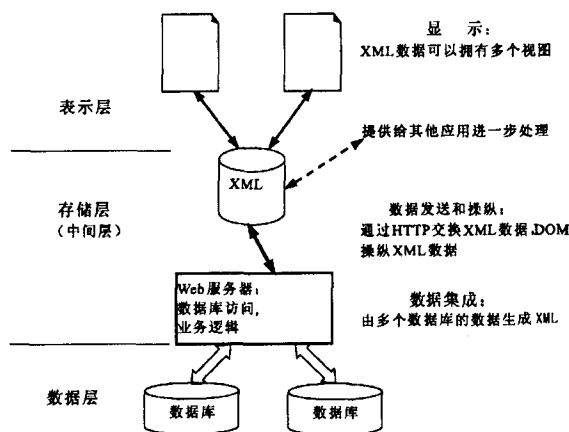 显 示：
XML数据可以拥有多个视图
表示层
提供给其他应用进一步处理
XML
存储层
（中间层）
数据发送和操纵：
通过HTTP交换XML数据,DOM
操纵XML数据
Web服务器：
数据库访问，
业务逻辑
数据集成：
由多个数据库的数据生成XML
数据层
数据库
数据库